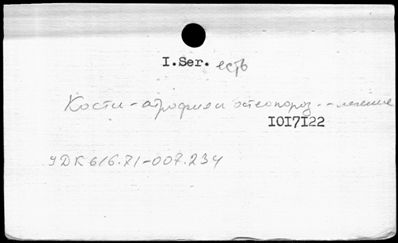 I.Ser. есть
Кости - атрофия и остеопороз -- лечение
IOI7I22
УДК 616.71-007.234